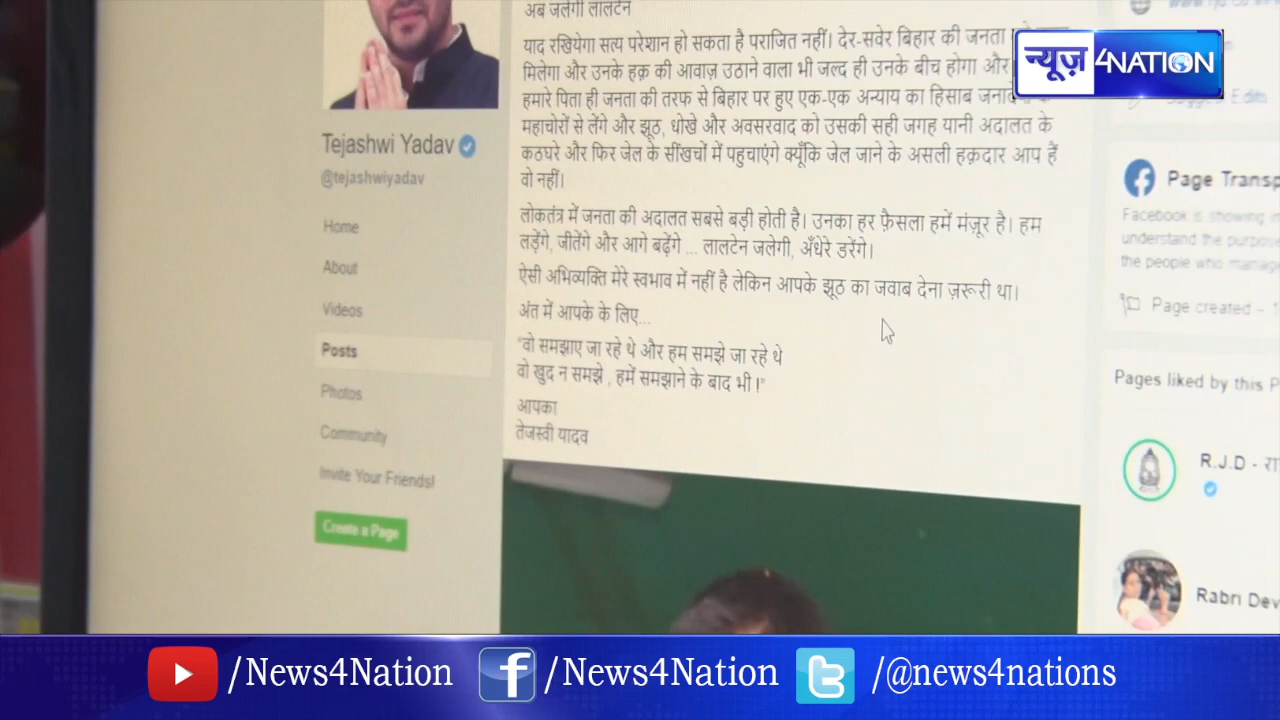 अब जलेगी लालटेन
याद रखियेगा सत्य परेशान हो सकता है पराजित नहीं। देर-सवेर बिहार की जनता
मिलेगा और उनके हक़ की आवाज़ उठाने वाला भी जल्द ही उनके बीच होगा और
हमारे पिता ही जनता की तरफ से बिहार पर हुए एक-एक अन्याय का हिसाब
महाचोरों से लेंगे और झूठ, धोखे और अवसरवाद को उसकी सही जगह यानी अदालत के
कठघरे और फिर जेल के सींखचों में पहुचाएंगे क्यूँकि जेल जाने के असली हक़दार आप हैं
वो नहीं।
लोकतंत्र में जनता की अदालत सबसे बड़ी होती है। उनका हर फ़ैसला हमें मंज़ूर है। हम
लड़ेंगे, जीतेंगे और आगे बढ़ेंगे ... लालटेन जलेगी, अँधेरे डरेंगे।
ऐसी अभिव्यक्ति मेरे स्वभाव में नहीं है लेकिन आपके झूठ का जवाब देना ज़रूरी था।
अंत में आपके के लिए...
"वो समझाए जा रहे थे और हम समझे जा रहे थे
वो खुद न समझे , हमें समझाने के बाद भी !"
आपका
तेजस्वी यादव
Tejashwi Yadav
@tejashwiyadav
Home
About
Videos
Posts
Photos
Community
Invite Your Friends!
Create a Page
न्यूज़ 4NATION
Edits
Page Transp
Facebook is showing
understand the purpose
the people who manage
Page created -
Pages liked by this P
R.J.D -
Rabri Dev
/News4Nation /News4Nation /@news4nations